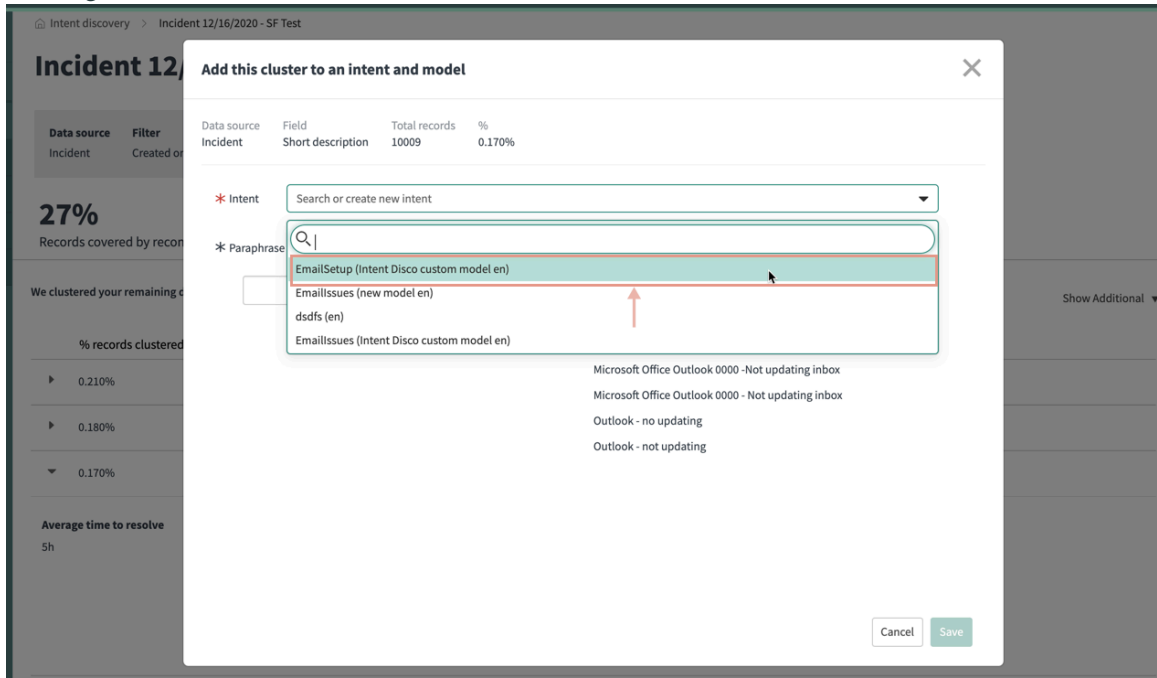 Intent discovery > Incident 12/16/2020 - SF Test
Incident 12/
Add this cluster to an intent and model
Data source Filter
Incident Created on
Data source Field Total records %
Incident Short description 10009 0.170%
27%
Records covered by recon
* Intent Search or create new intent
* Paraphrase
EmailSetup (Intent Disco custom model en)
EmailIssues (new model en)
dsdfs (en)
EmailIssues (Intent Disco custom model en)
We clustered your remaining
Show Additional
% records clustered
Microsoft Office Outlook 0000 -Not updating inbox
0.210%
Microsoft Office Outlook 0000 - Not updating inbox
Outlook - no updating
0.180%
Outlook - not updating
0.170%
Average time to resolve
5h
Cancel Save